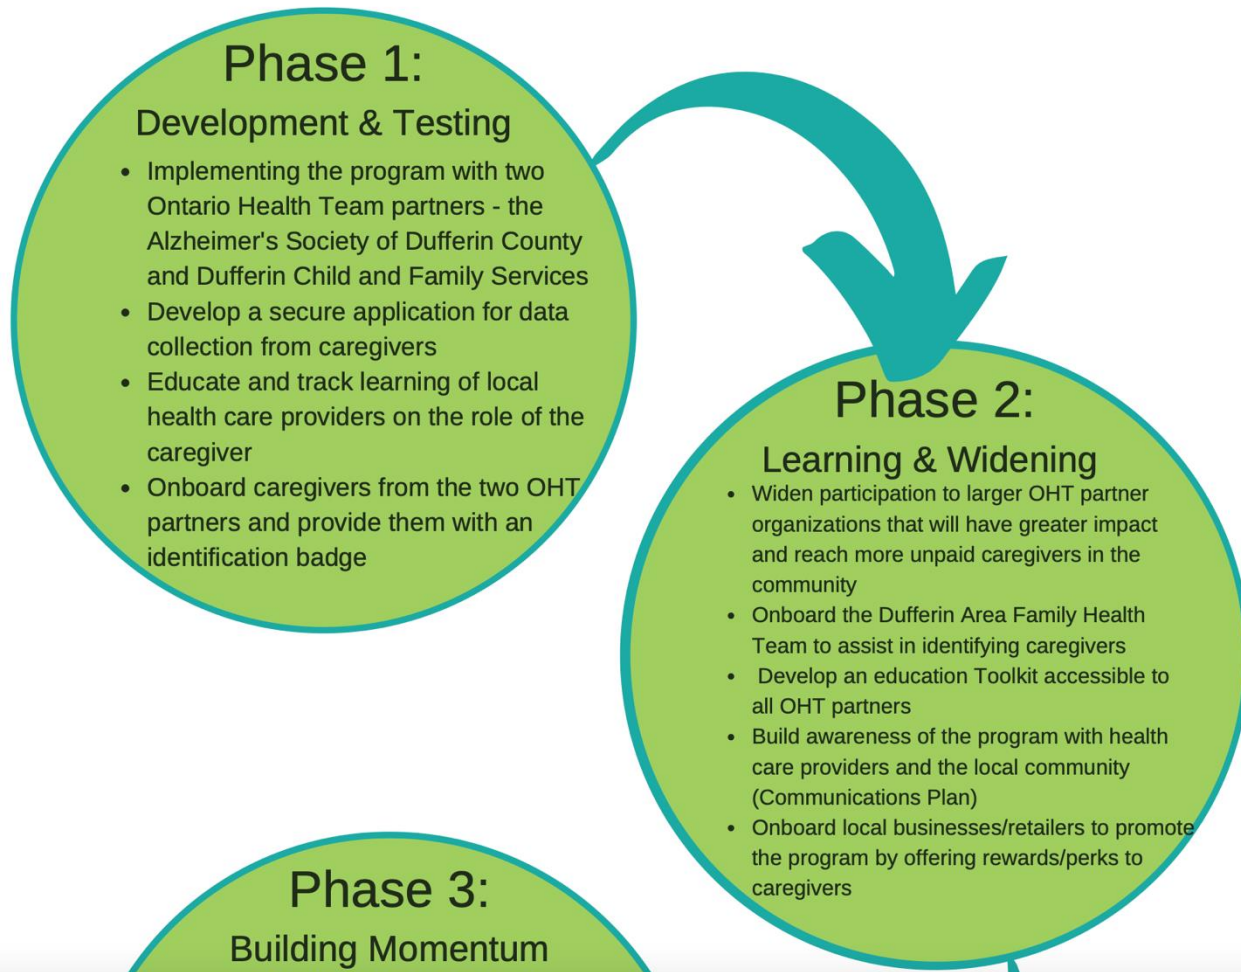 Phase 1:
Development & Testing
• Implementing the program with two
Ontario Health Team partners - the
Alzheimer's Society of Dufferin County
and Dufferin Child and Family Services
• Develop a secure application for data
collection from caregivers
• Educate and track learning of local
health care providers on the role of the
caregiver
• Onboard caregivers from the two OHT
partners and provide them with an
identification badge
Phase 2:
Learning & Widening
• Widen participation to larger OHT partner
organizations that will have greater impact
and reach more unpaid caregivers in the
community
• Onboard the Dufferin Area Family Health
Team to assist in identifying caregivers
• Develop an education Toolkit accessible to
all OHT partners
• Build awareness of the program with health
care providers and the local community
(Communications Plan)
• Onboard local businesses/retailers to promote
the program by offering rewards/perks to
caregivers
Phase 3:
Building Momentum